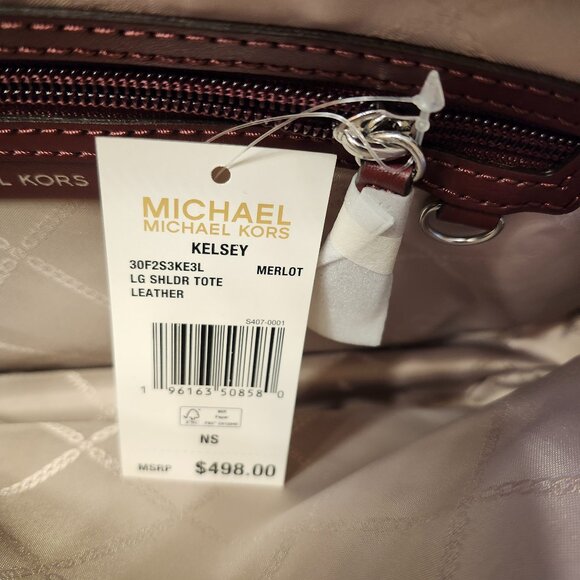 L KORS
MICHAEL
MICHAEL KORS
KELSEY
30F2S3KE3L MERLOT
LG SHLDR TOTE
LEATHER
S407-0001
1 96163 50858 0
NS
MSRP $498.00